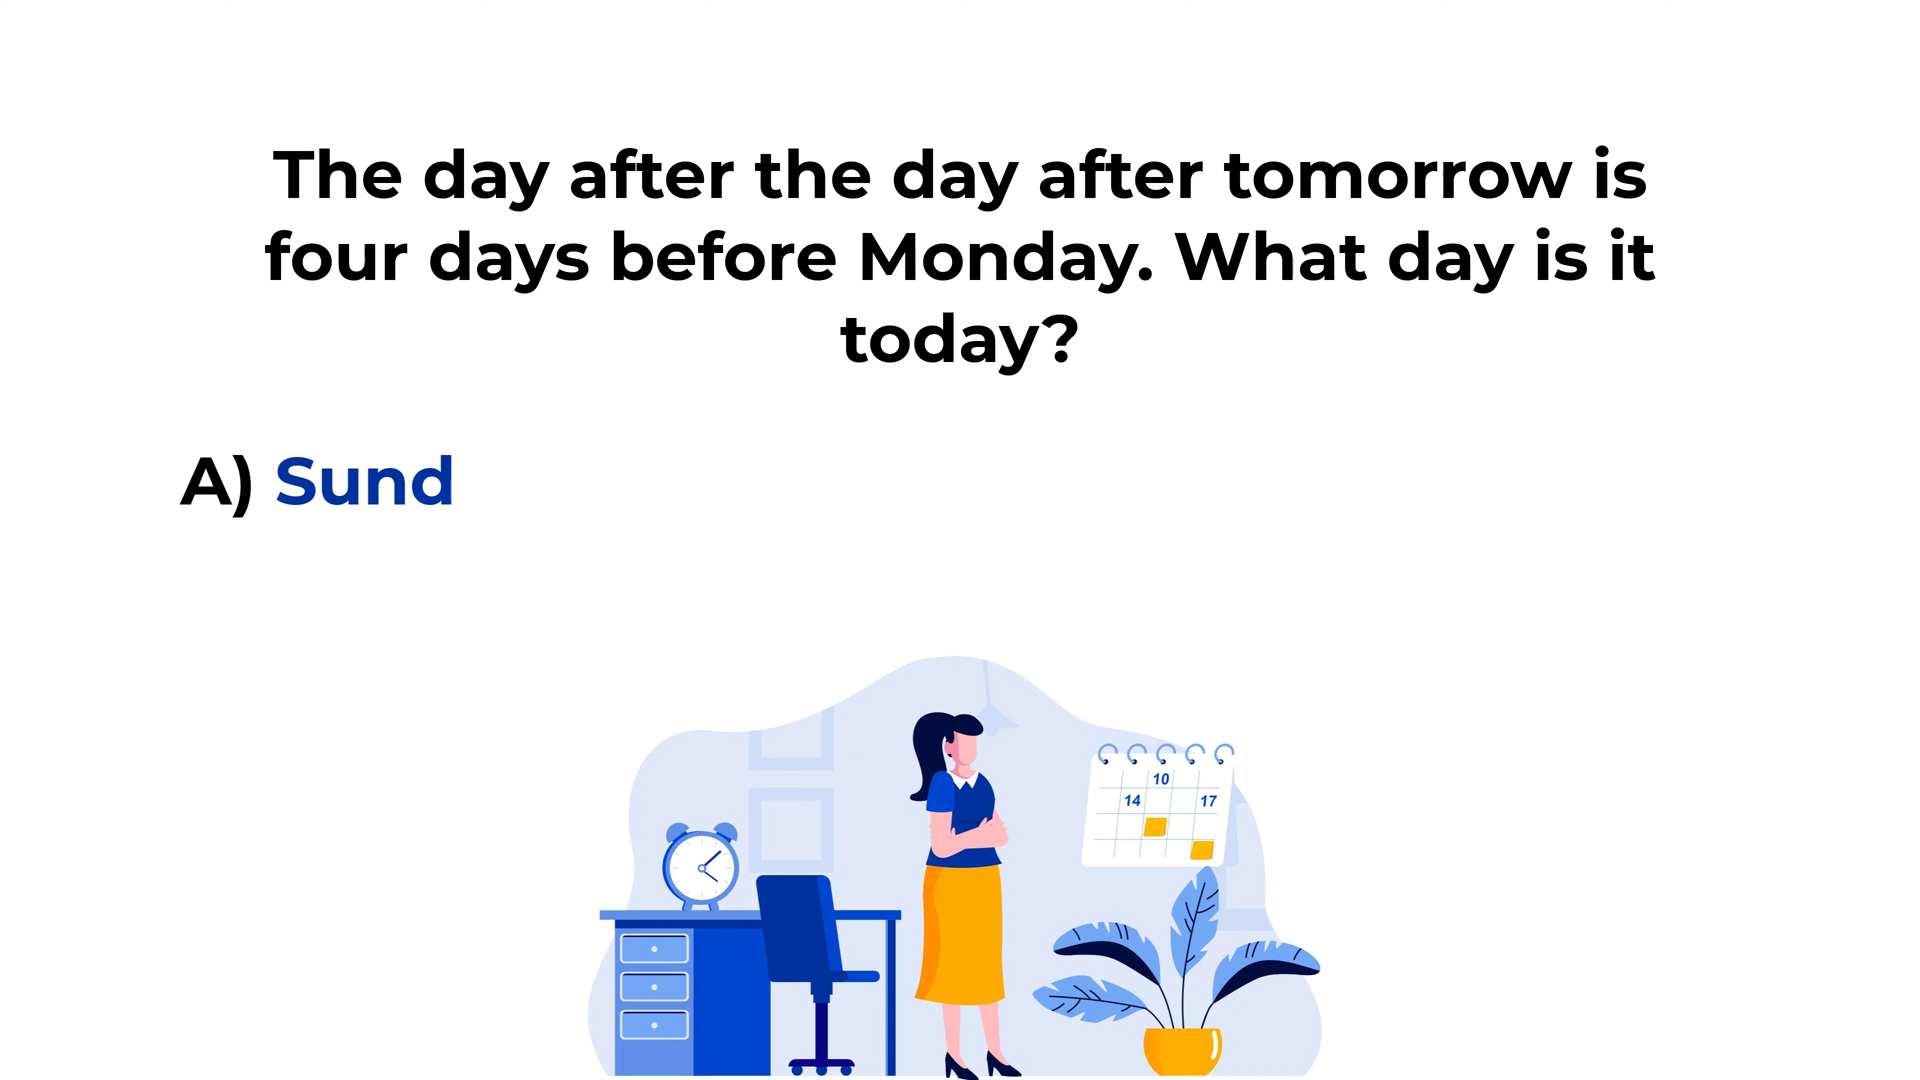 The day after the day after tomorrow is
four days before Monday. What day is it
today?
A) Sund
10
14 17